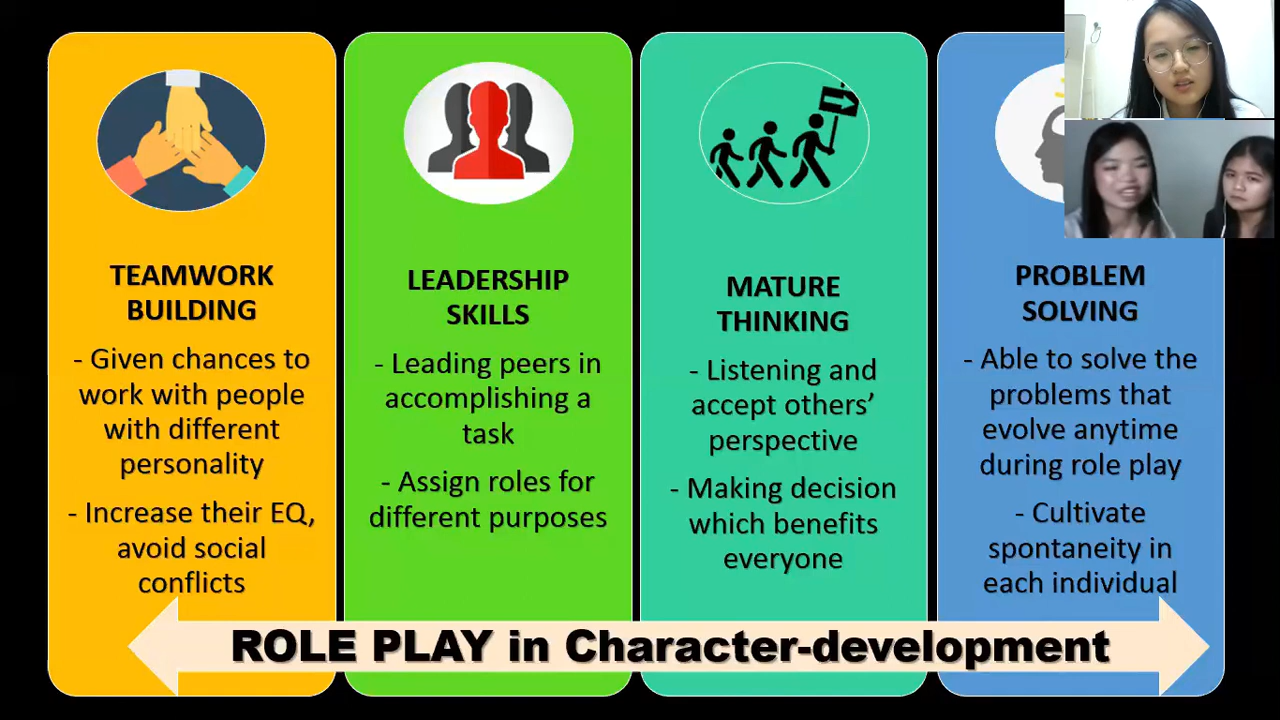 TEAMWORK
BUILDING
- Given chances to
work with people
with different
personality
- Increase their EQ,
avoid social
conflicts
LEADERSHIP
SKILLS
- Leading peers in
accomplishing a
task
- Assign roles for
different purposes
MATURE
THINKING
- Listening and
accept others’
perspective
- Making decision
which benefits
everyone
PROBLEM
SOLVING
- Able to solve the
problems that
evolve anytime
during role play
- Cultivate
spontaneity in
each individual
ROLE PLAY in Character-development